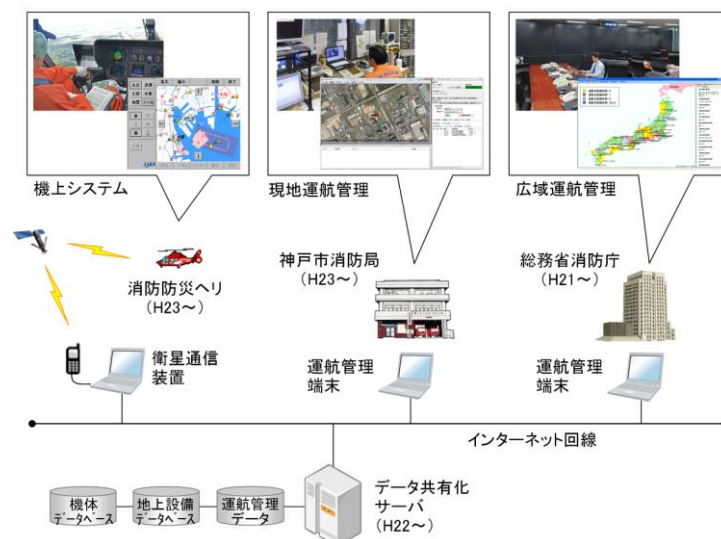 機上システム
現地運航管理
広域運航管理
消防防災ヘリ
(H23～)
神戸市消防局
(H23～)
総務省消防庁
(H21～)
衛星通信
装置
運航管理
端末
運航管理
端末
インターネット回線
機体
データベース
地上設備
データベース
運航管理
データ
データ共有化
サーバ
(H22～)